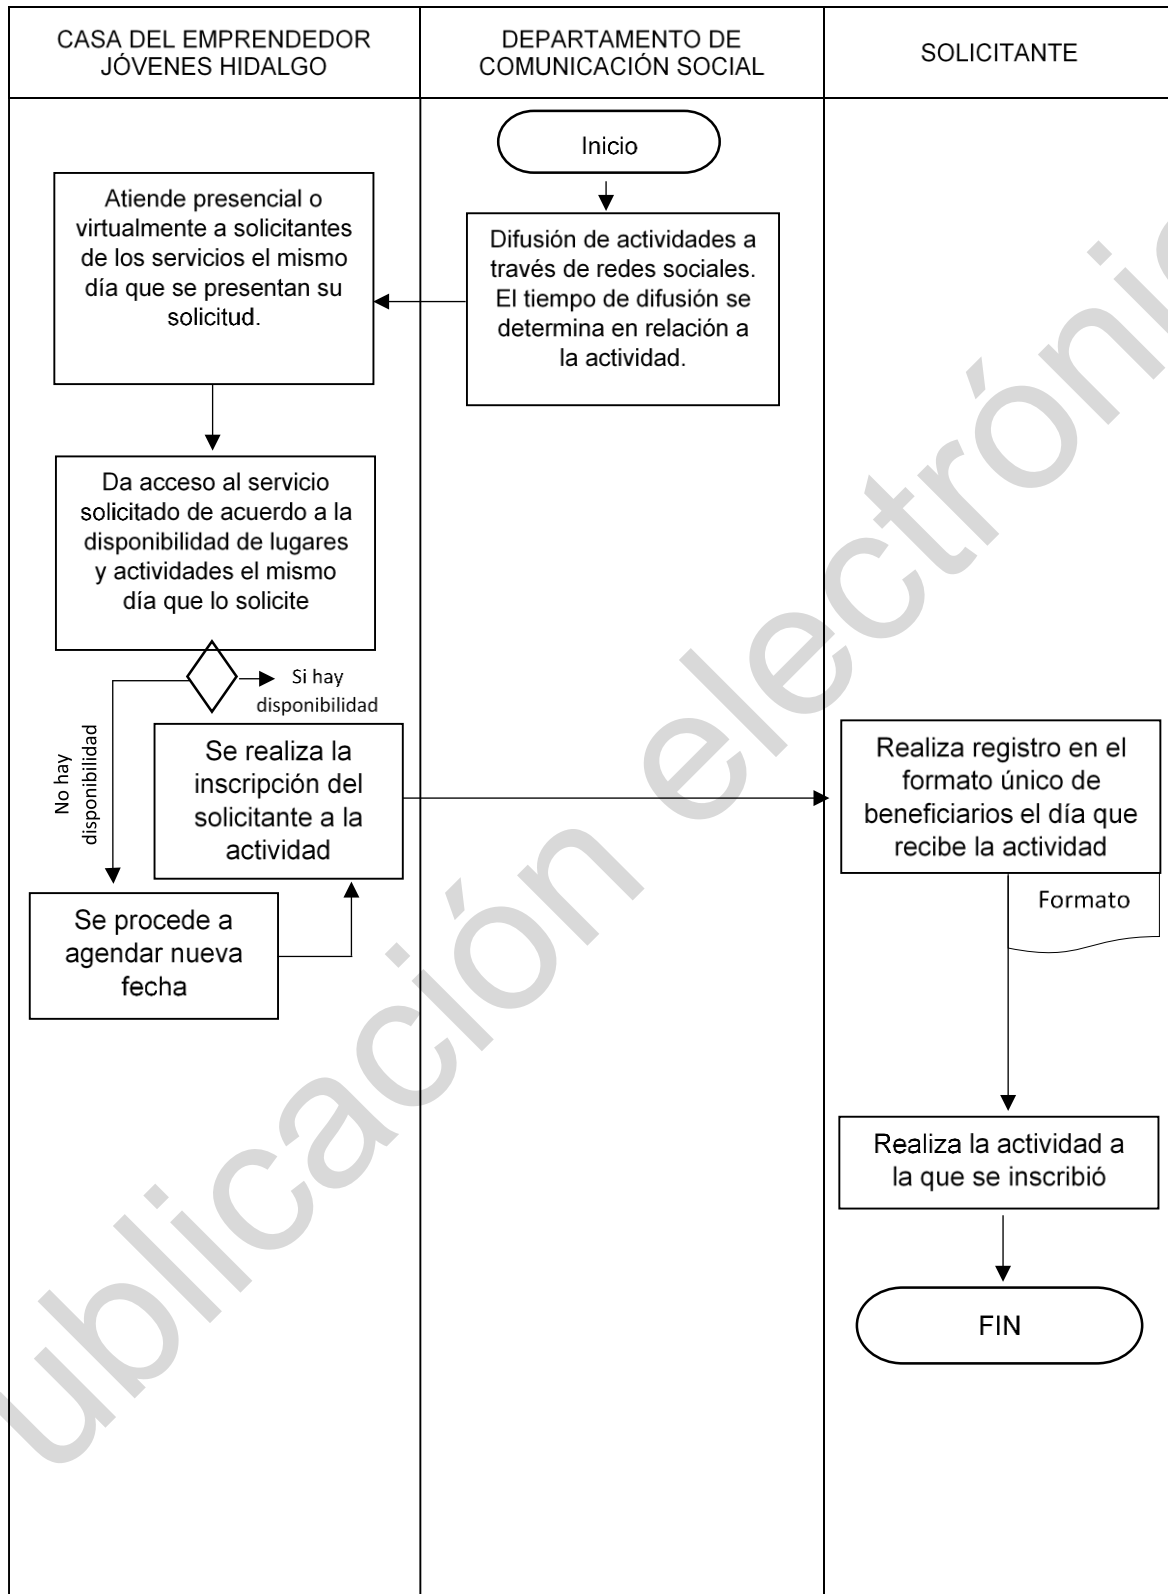 CASA DEL EMPRENDEDOR
JÓVENES HIDALGO
DEPARTAMENTO DE
COMUNICACIÓN SOCIAL
SOLICITANTE
Inicio
Difusión de actividades a
través de redes sociales.
El tiempo de difusión se
determina en relación a
la actividad.
Atiende presencial o
virtualmente a solicitantes
de los servicios el mismo
día que se presentan su
solicitud.
Da acceso al servicio
solicitado de acuerdo a la
disponibilidad de lugares
y actividades el mismo
día que lo solicite
Si hay
disponibilidad
No hay
disponibilidad
Se realiza la
inscripción del
solicitante a la
actividad
Se procede a
agendar nueva
fecha
Realiza registro en el
formato único de
beneficiarios el día que
recibe la actividad
Formato
Realiza la actividad a
la que se inscribió
FIN
ublicación electrónic